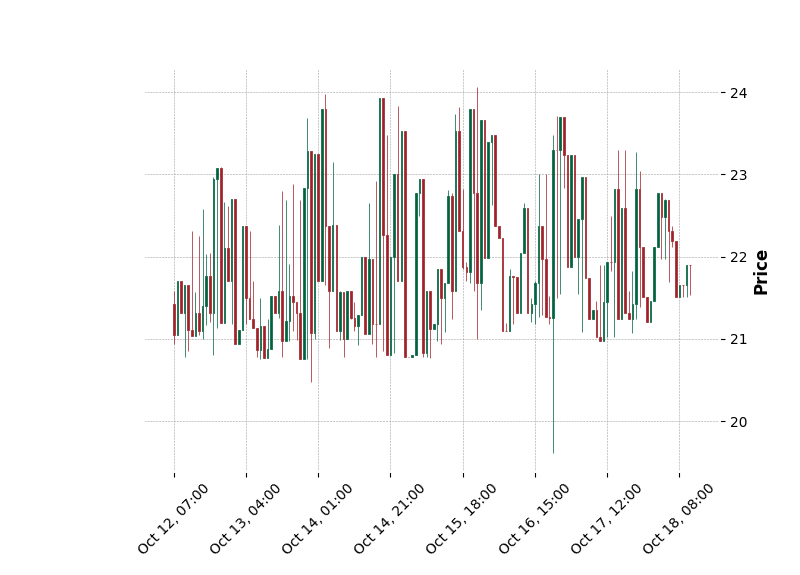 24
23
22
21
20
Price
Oct 12, 07:00
Oct 13, 04:00
Oct 14, 01:00
Oct 14, 21:00
Oct 15, 18:00
Oct 16, 15:00
Oct 17, 12:00
Oct 18, 08:00